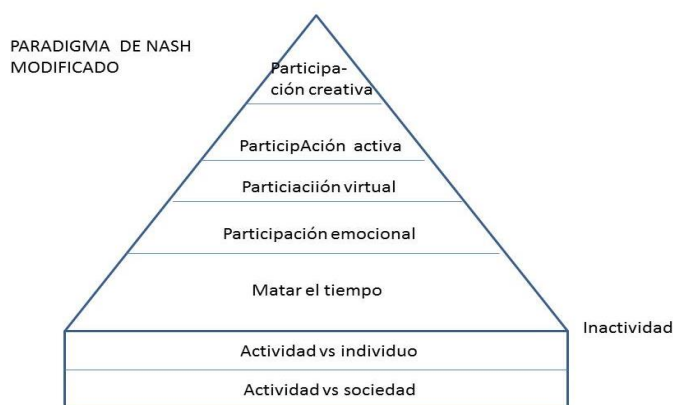 PARADIGMA DE NASH
MODIFICADO
Participa-
ción creativa
ParticipAción activa
Particiaciión virtual
Participación emocional
Matar el tiempo
Inactividad
Actividad vs individuo
Actividad vs sociedad